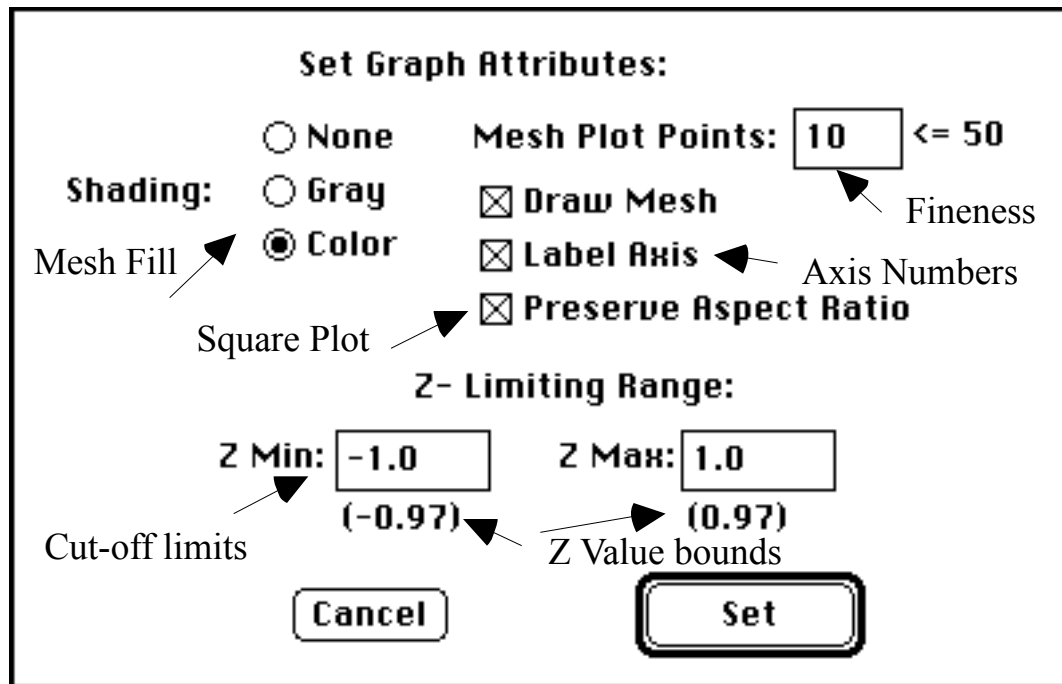 Set Graph Attributes:
None
Mesh Plot Points: 10 <= 50
Shading:
Gray
Draw Mesh
Fineness
Mesh Fill
Color
Label Axis
Axis Numbers
Square Plot
Preserve Aspect Ratio
Z- Limiting Range:
Z Min: -1.0
Z Max: 1.0
(-0.97)
(0.97)
Cut-off limits
Z Value bounds
Cancel
Set